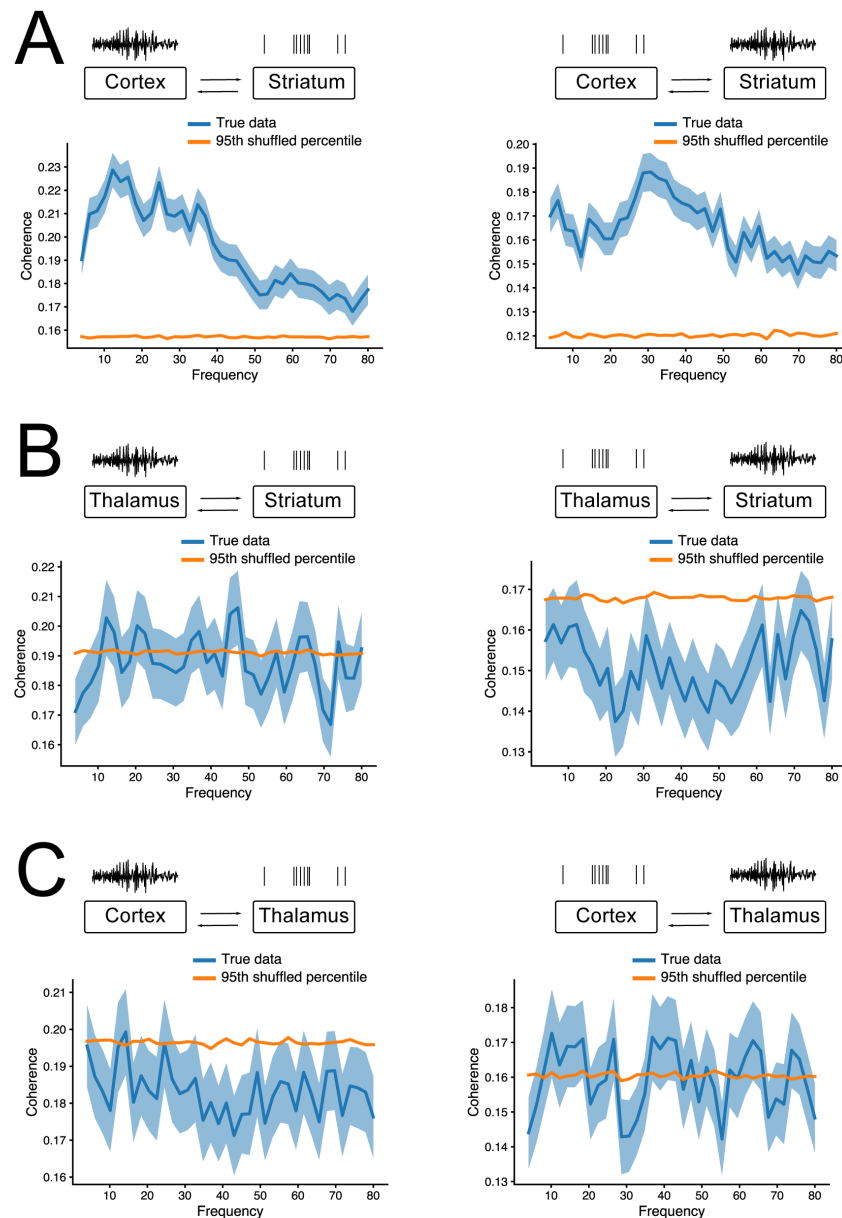 A
Cortex Striatum
True data
95th shuffled percentile
Coherence
0.23
0.22
0.21
0.20
0.19
0.18
0.17
0.16
10 20 30 40 50 60 70 80
Frequency
Cortex Striatum
True data
95th shuffled percentile
Coherence
0.20
0.19
0.18
0.17
0.16
0.15
0.14
0.13
0.12
10 20 30 40 50 60 70 80
Frequency
B
Thalamus Striatum
True data
95th shuffled percentile
Coherence
0.22
0.21
0.20
0.19
0.18
0.17
0.16
10 20 30 40 50 60 70 80
Frequency
Thalamus Striatum
True data
95th shuffled percentile
Coherence
0.17
0.16
0.15
0.14
0.13
10 20 30 40 50 60 70 80
Frequency
C
Cortex Thalamus
True data
95th shuffled percentile
Coherence
0.21
0.20
0.19
0.18
0.17
0.16
10 20 30 40 50 60 70 80
Frequency
Cortex Thalamus
True data
95th shuffled percentile
Coherence
0.18
0.17
0.16
0.15
0.14
0.13
10 20 30 40 50 60 70 80
Frequency